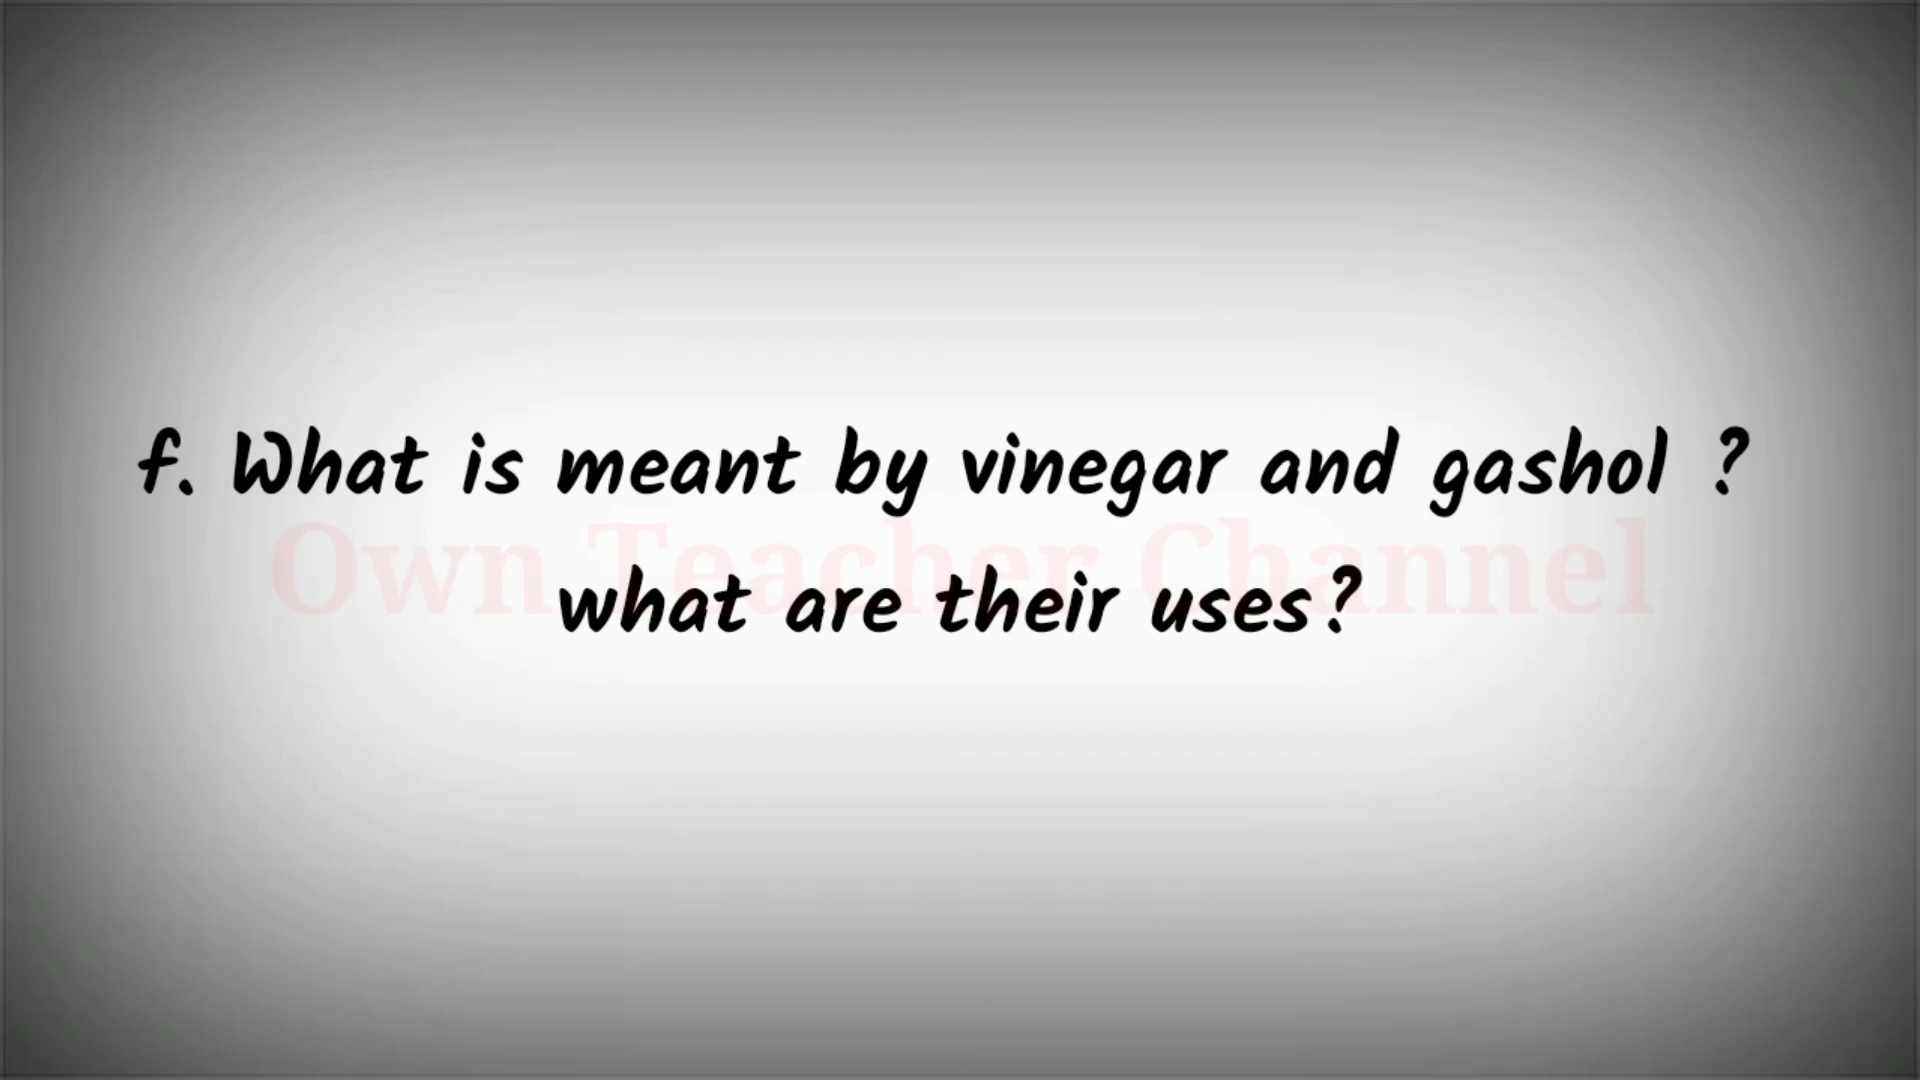 f. What is meant by vinegar and gashol ?
Own Teacher Channel
what are their uses?